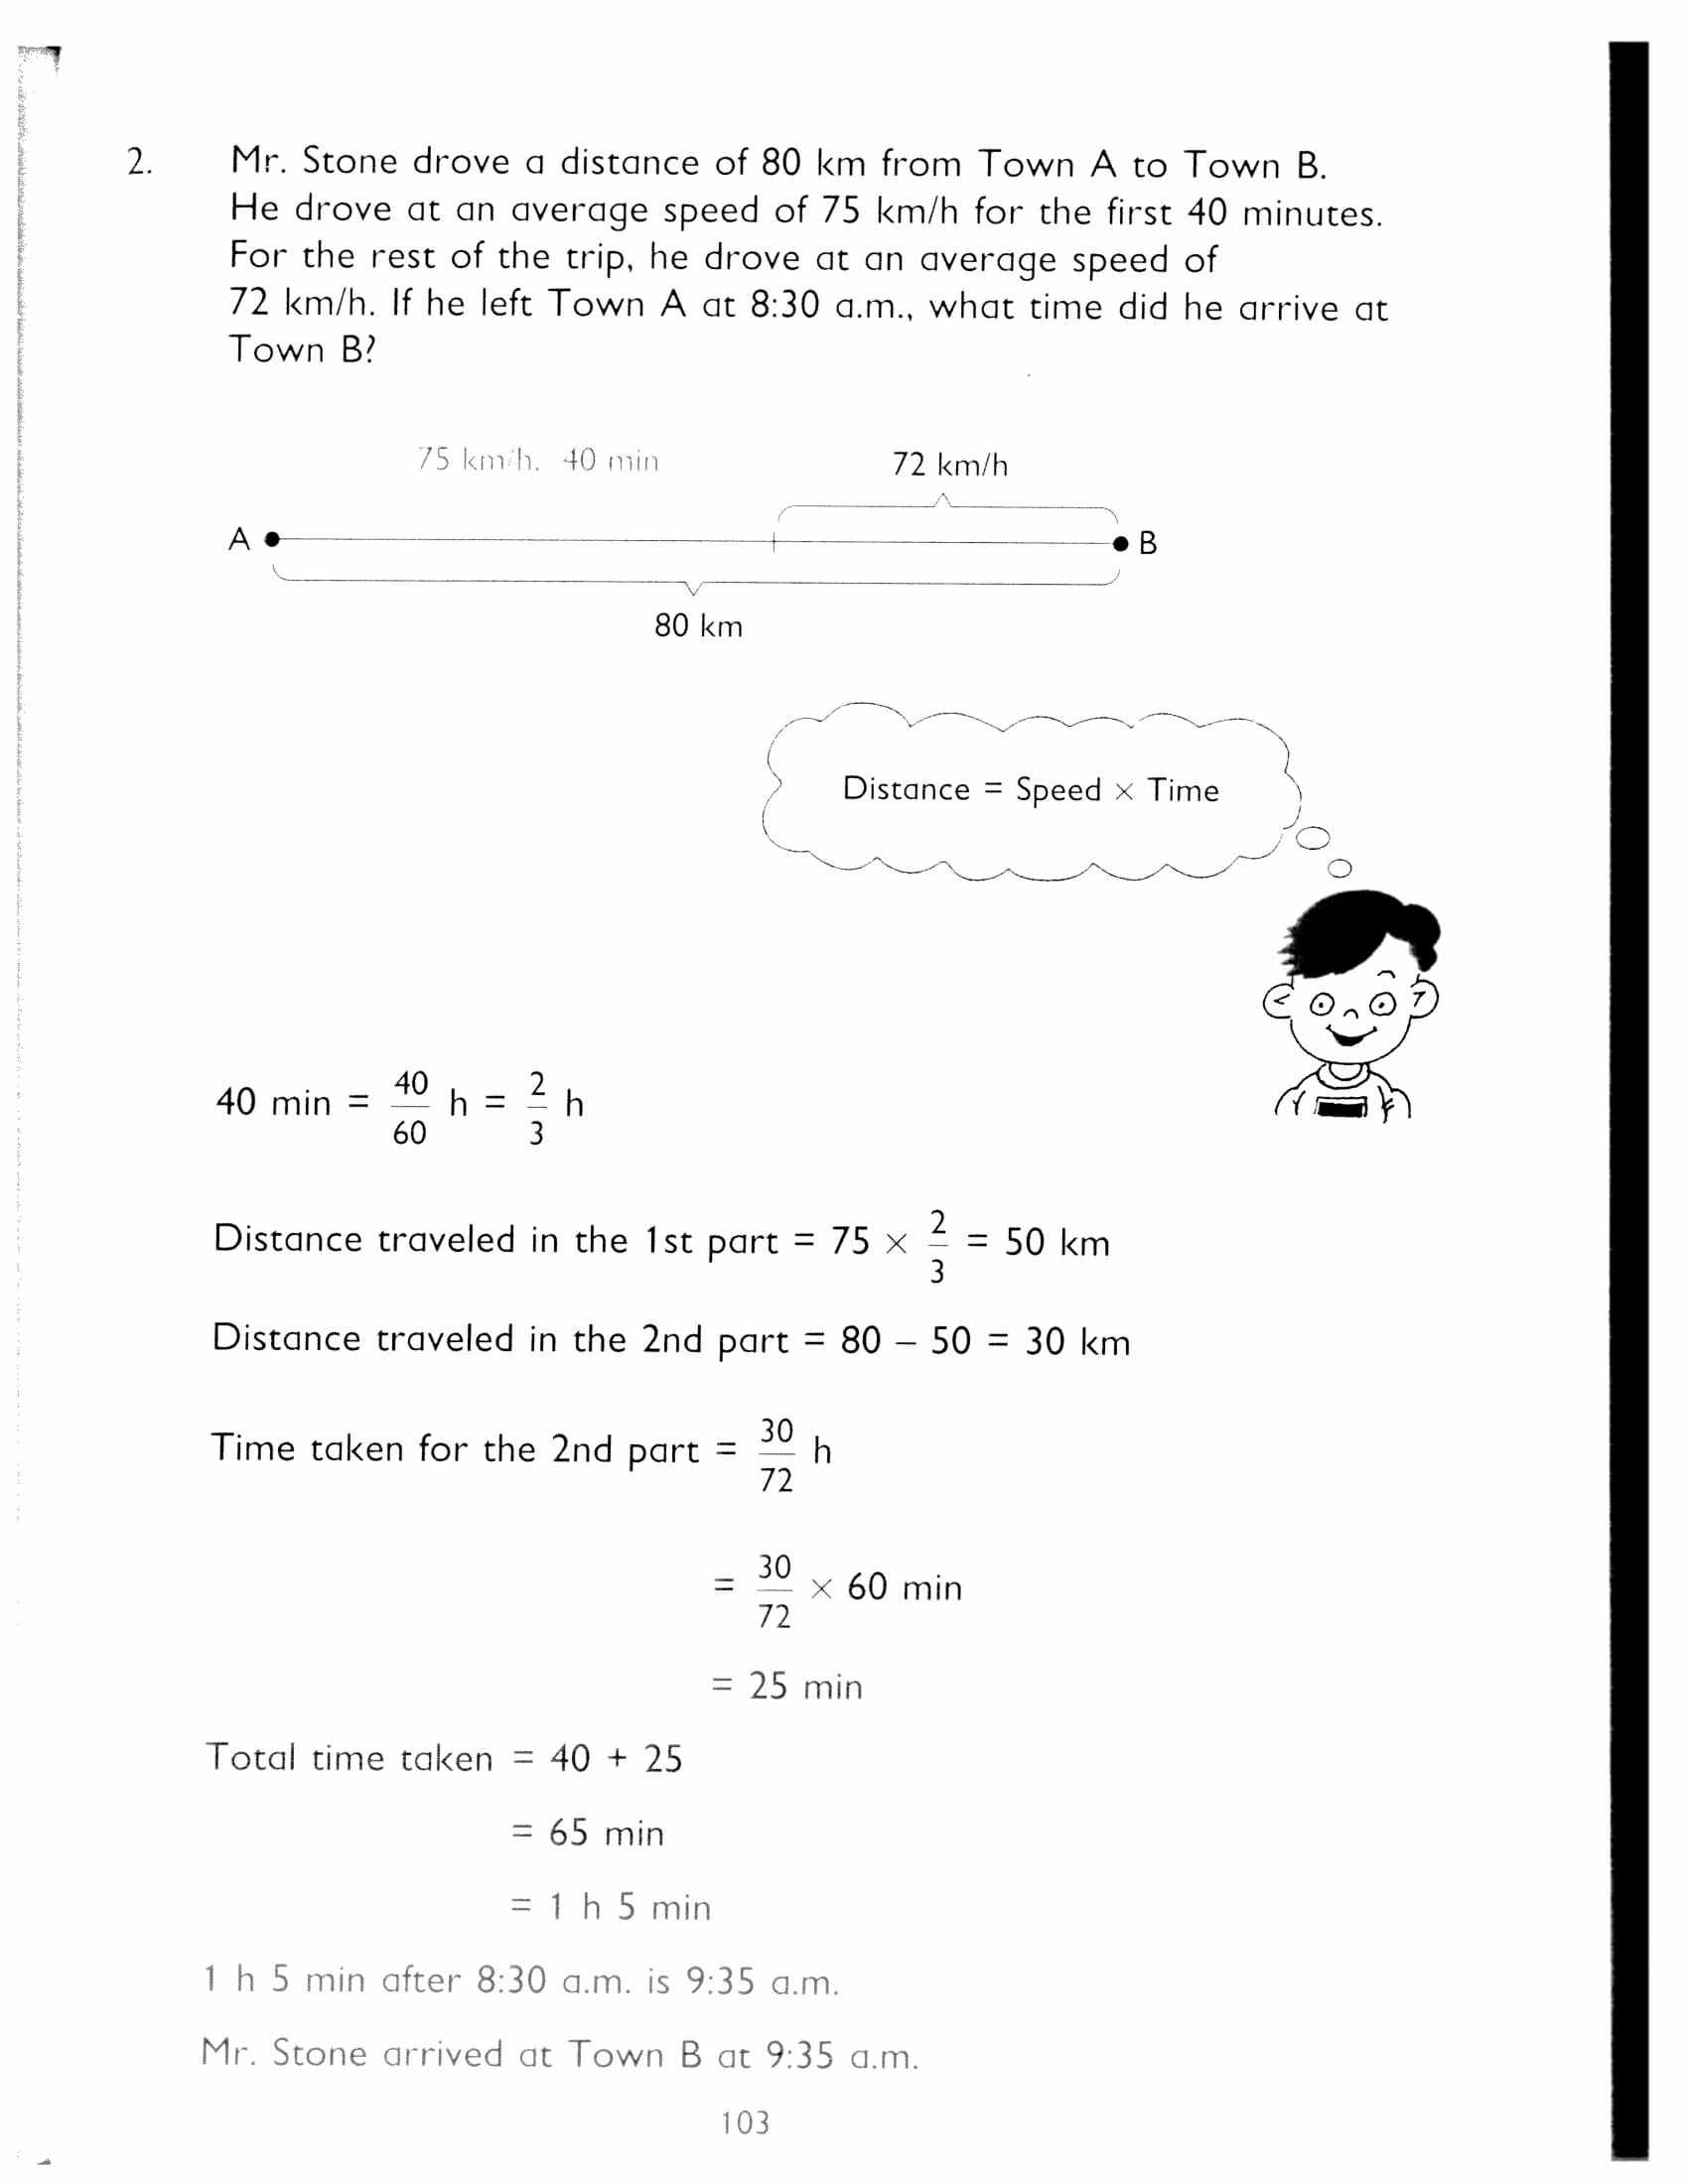 2. Mr. Stone drove a distance of 80 km from Town A to Town B.
He drove at an average speed of 75 km/h for the first 40 minutes.
For the rest of the trip, he drove at an average speed of
72 km/h. If he left Town A at 8:30 a.m., what time did he arrive at
Town B?
75 km/h, 40 min 72 km/h
A B
80 km
Distance = Speed × Time
40 min = 40/60 h = 2/3 h
Distance traveled in the 1st part = 75 × 2/3 = 50 km
Distance traveled in the 2nd part = 80 – 50 = 30 km
Time taken for the 2nd part = 30/72 h
= 30/72 × 60 min
= 25 min
Total time taken = 40 + 25
= 65 min
= 1 h 5 min
1 h 5 min after 8:30 a.m. is 9:35 a.m.
Mr. Stone arrived at Town B at 9:35 a.m.
103